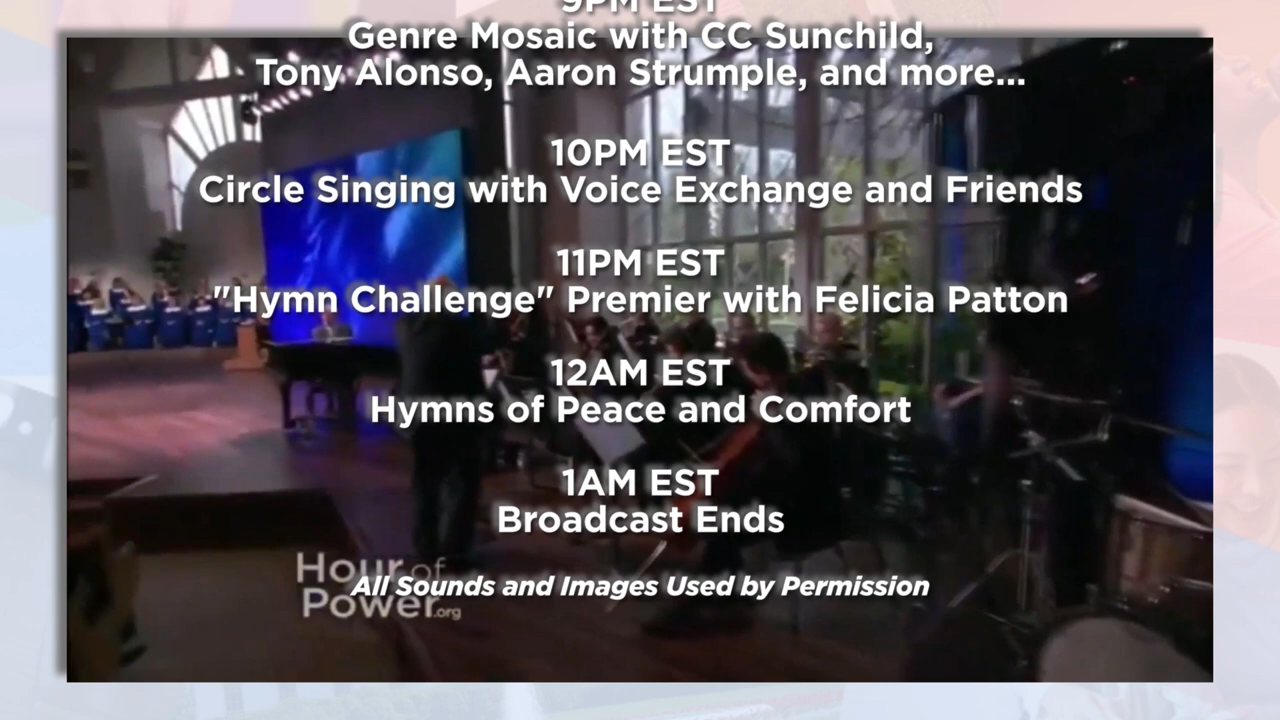 9PM EST
Genre Mosaic with CC Sunchild,
Tony Alonso, Aaron Strumple, and more...
10PM EST
Circle Singing with Voice Exchange and Friends
11PM EST
"Hymn Challenge" Premier with Felicia Patton
12AM EST
Hymns of Peace and Comfort
1AM EST
Broadcast Ends
Hour of
Power.org
All Sounds and Images Used by Permission